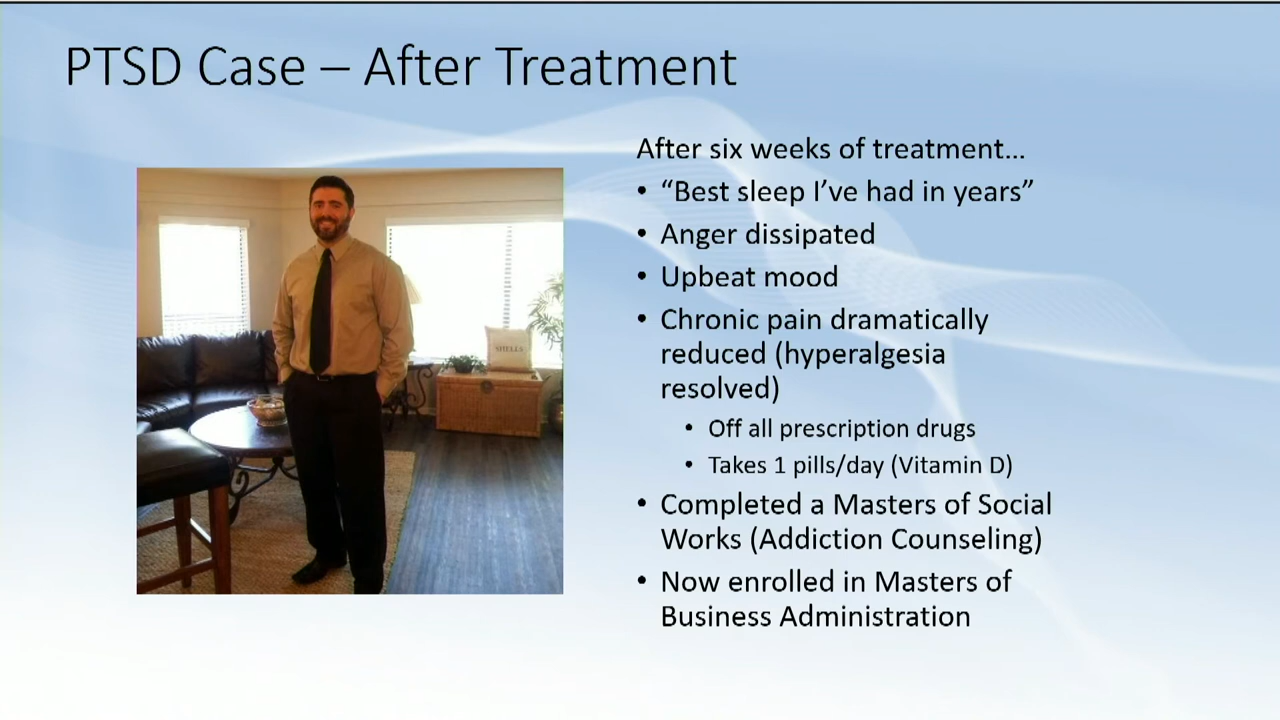 PTSD Case – After Treatment
After six weeks of treatment…
• “Best sleep I’ve had in years”
• Anger dissipated
• Upbeat mood
• Chronic pain dramatically
reduced (hyperalgesia
resolved)
• Off all prescription drugs
• Takes 1 pills/day (Vitamin D)
• Completed a Masters of Social
Works (Addiction Counseling)
• Now enrolled in Masters of
Business Administration
SHELLS